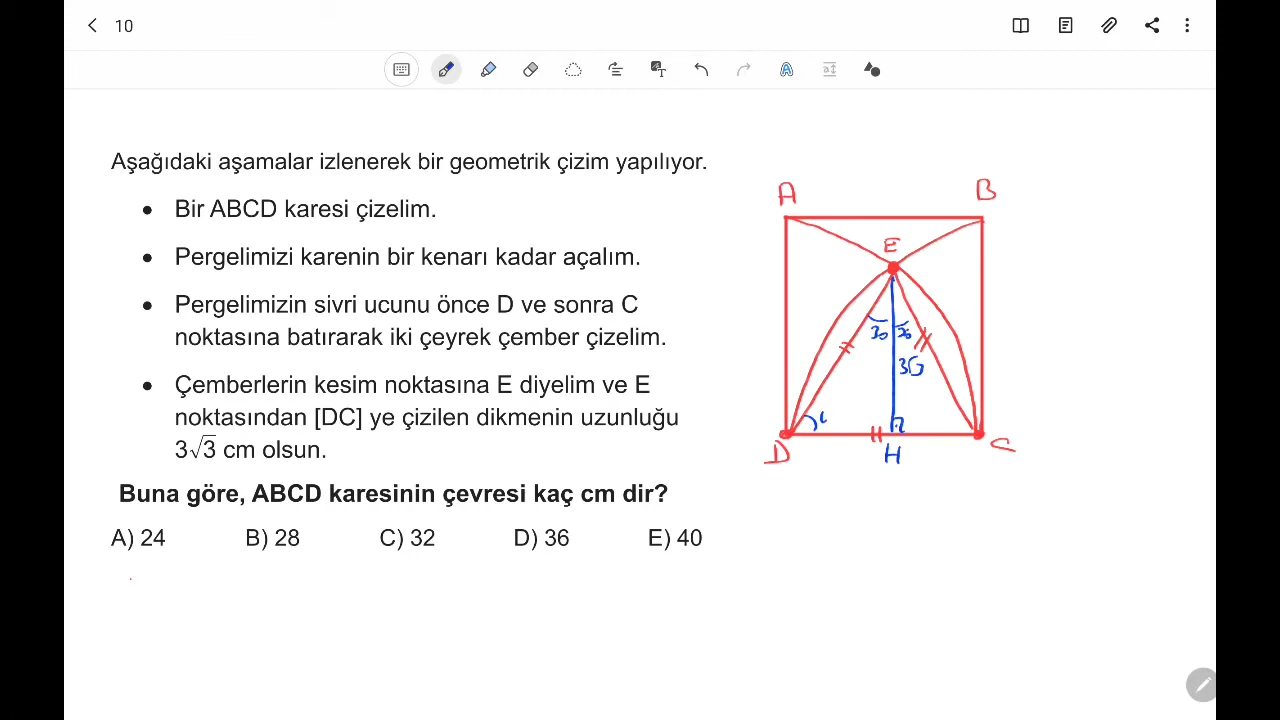 10
Aşağıdaki aşamalar izlenerek bir geometrik çizim yapılıyor.
• Bir ABCD karesi çizelim.
• Pergelimizi karenin bir kenarı kadar açalım.
• Pergelimizin sivri ucunu önce D ve sonra C
noktasına batırarak iki çeyrek çember çizelim.
• Çemberlerin kesim noktasına E diyelim ve E
noktasından [DC] ye çizilen dikmenin uzunluğu
3√3 cm olsun.
Buna göre, ABCD karesinin çevresi kaç cm dir?
A) 24 B) 28 C) 32 D) 36 E) 40
A B
E
30
D H C